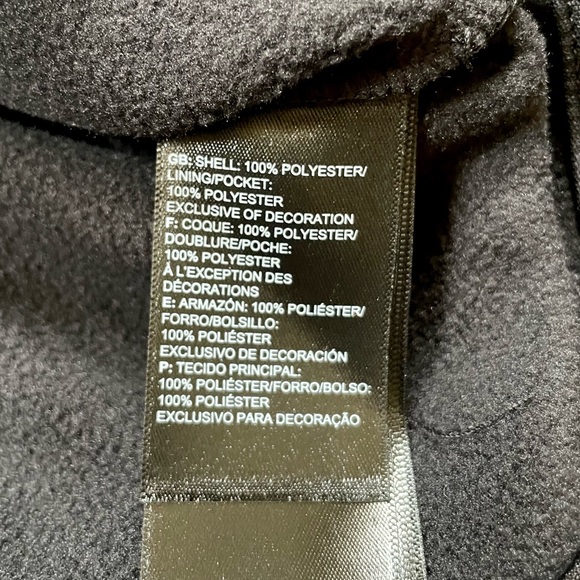 GB: SHELL: 100% POLYESTER/
LINING/POCKET:
100% POLYESTER
EXCLUSIVE OF DECORATION
F: COQUE: 100% POLYESTER/
DOUBLURE/POCHE:
100% POLYESTER
À L'EXCEPTION DES
DÉCORATIONS
E: ARMAZÓN: 100% POLIÉSTER/
FORRO/BOLSILLO:
100% POLIÉSTER
EXCLUSIVO DE DECORACIÓN
P: TECIDO PRINCIPAL:
100% POLIÉSTER/FORRO/BOLSO:
100% POLIÉSTER
EXCLUSIVO PARA DECORAÇÃO